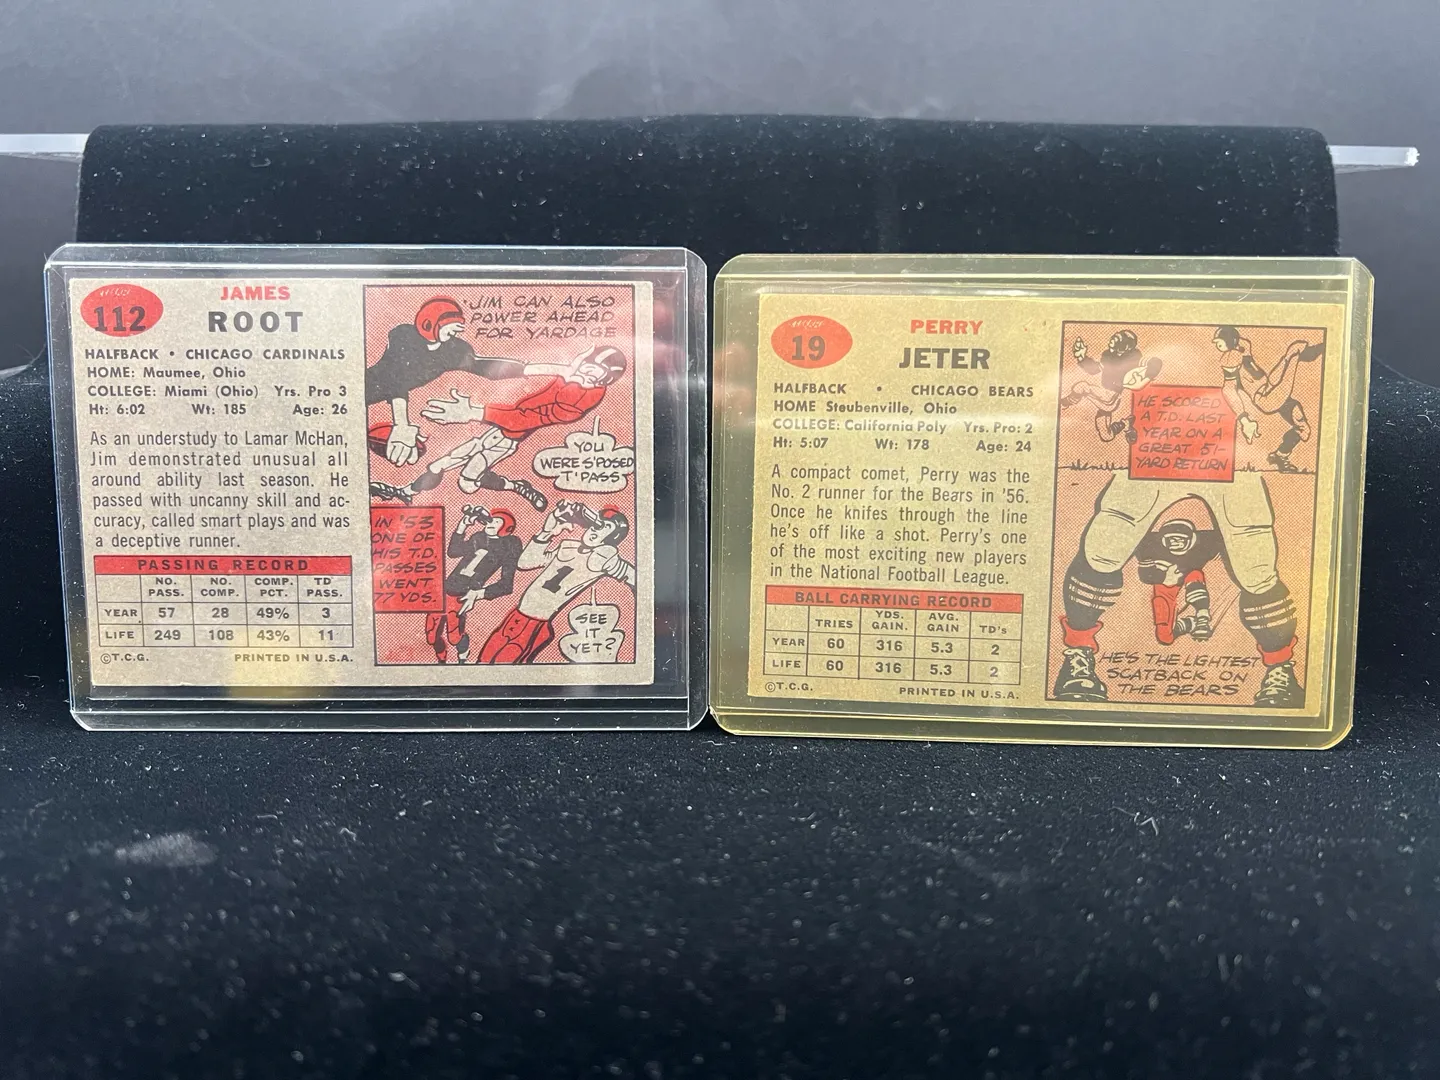 112
JAMES
ROOT
HALFBACK • CHICAGO CARDINALS
HOME: Maumee, Ohio
COLLEGE: Miami (Ohio) Yrs. Pro 3
Ht: 6:02 Wt: 185 Age: 26
As an understudy to Lamar McHan,
Jim demonstrated unusual all
around ability last season. He
passed with uncanny skill and ac-
curacy, called smart plays and was
a deceptive runner.
PASSING RECORD
NO. PASS. NO. COMP. COMP. PCT. TD PASS.
YEAR 57 28 49% 3
LIFE 249 108 43% 11
©T.C.G. PRINTED IN U.S.A.
JIM CAN ALSO
POWER AHEAD
FOR YARDAGE
YOU
WERE S'POSED
T'PASS
IN '53
ONE OF
HIS T.D.
PASSES
WENT
77 YDS.
1
1
SEE
IT
YET?
19
PERRY
JETER
HALFBACK • CHICAGO BEARS
HOME Steubenville, Ohio
COLLEGE: California Poly Yrs. Pro: 2
Ht: 5:07 Wt: 178 Age: 24
A compact comet, Perry was the
No. 2 runner for the Bears in '56.
Once he knifes through the line
he's off like a shot. Perry's one
of the most exciting new players
in the National Football League.
BALL CARRYING RECORD
TRIES YDS. GAIN. AVG. GAIN TD's
YEAR 60 316 5.3 2
LIFE 60 316 5.3 2
©T.C.G. PRINTED IN U.S.A.
HE SCORED
A T.D. LAST
YEAR ON A
GREAT 51-
YARD RETURN
HE'S THE LIGHTEST
SCATBACK ON
THE BEARS